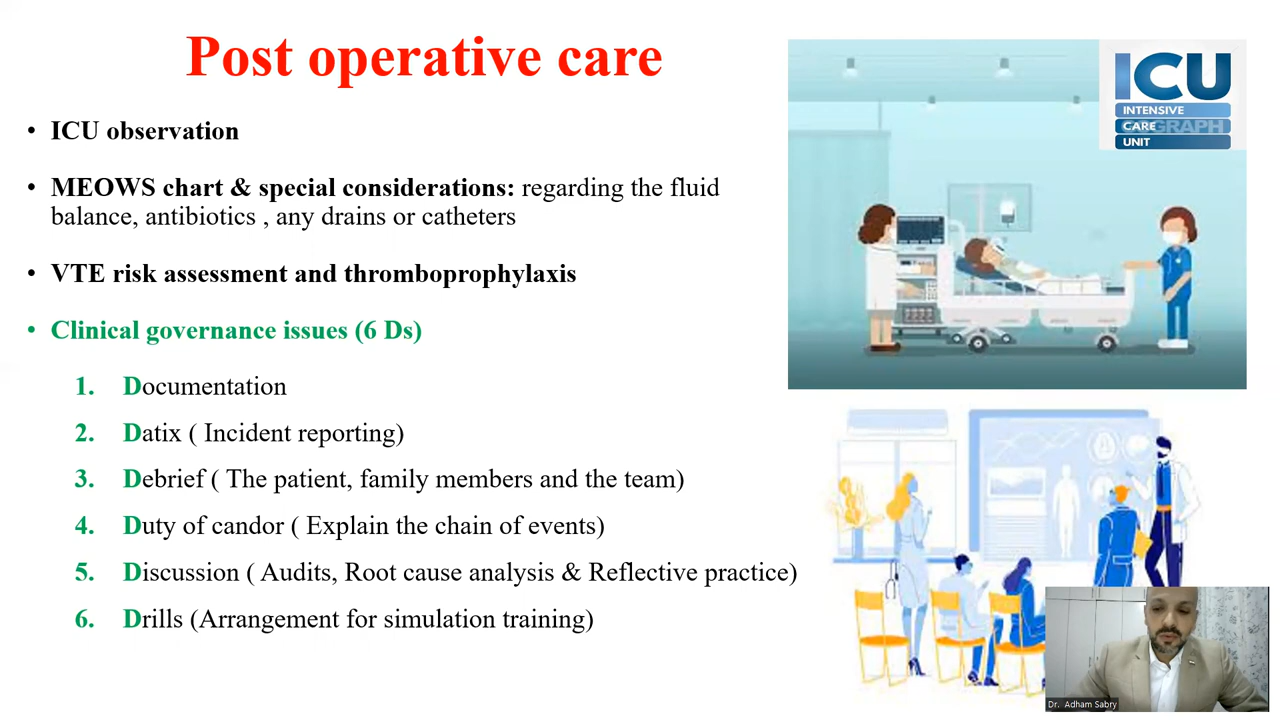 Post operative care
• ICU observation
• MEOWS chart & special considerations: regarding the fluid
balance, antibiotics , any drains or catheters
• VTE risk assessment and thromboprophylaxis
• Clinical governance issues (6 Ds)
1. Documentation
2. Datix ( Incident reporting)
3. Debrief ( The patient, family members and the team)
4. Duty of candor ( Explain the chain of events)
5. Discussion ( Audits, Root cause analysis & Reflective practice)
6. Drills (Arrangement for simulation training)
ICU
INTENSIVE
CARE
UNIT
Dr. Adham Sabry